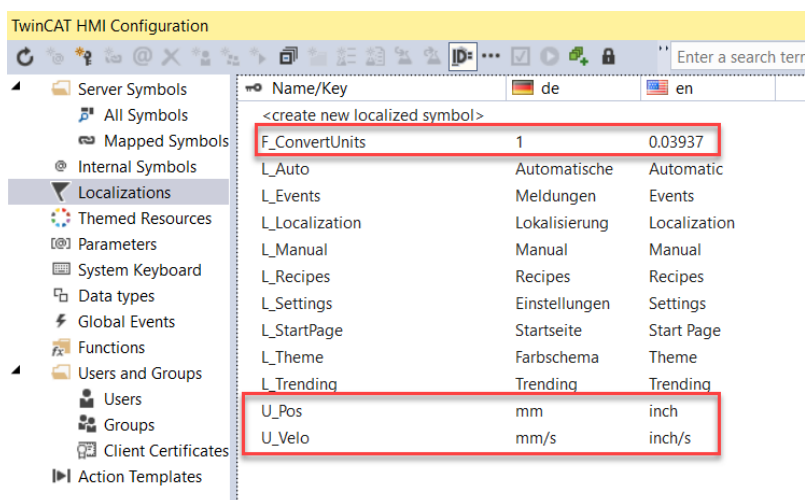 TwinCAT HMI Configuration
ID= Enter a search term
Server Symbols
All Symbols
Mapped Symbols
Internal Symbols
Localizations
Themed Resources
Parameters
System Keyboard
Data types
Global Events
Functions
Users and Groups
Users
Groups
Client Certificates
Action Templates
Name/Key de en
<create new localized symbol>
F_ConvertUnits 1 0.03937
L_Auto Automatische Automatic
L_Events Meldungen Events
L_Localization Lokalisierung Localization
L_Manual Manual Manual
L_Recipes Recipes Recipes
L_Settings Einstellungen Settings
L_StartPage Startseite Start Page
L_Theme Farbschema Theme
L_Trending Trending Trending
U_Pos mm inch
U_Velo mm/s inch/s